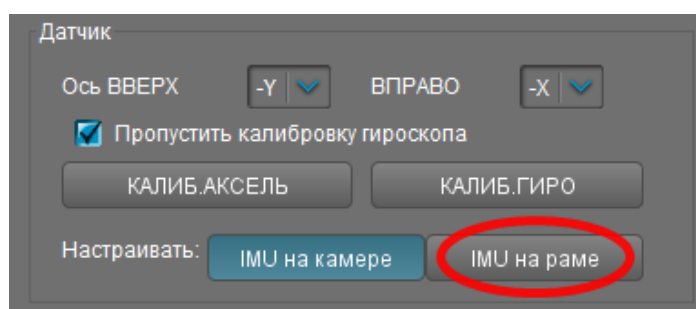 Датчик
Ось ВВЕРХ -Y ВПРАВО -X
Пропустить калибровку гироскопа
КАЛИБ.АКСЕЛЬ КАЛИБ.ГИРО
Настраивать: IMU на камере IMU на раме